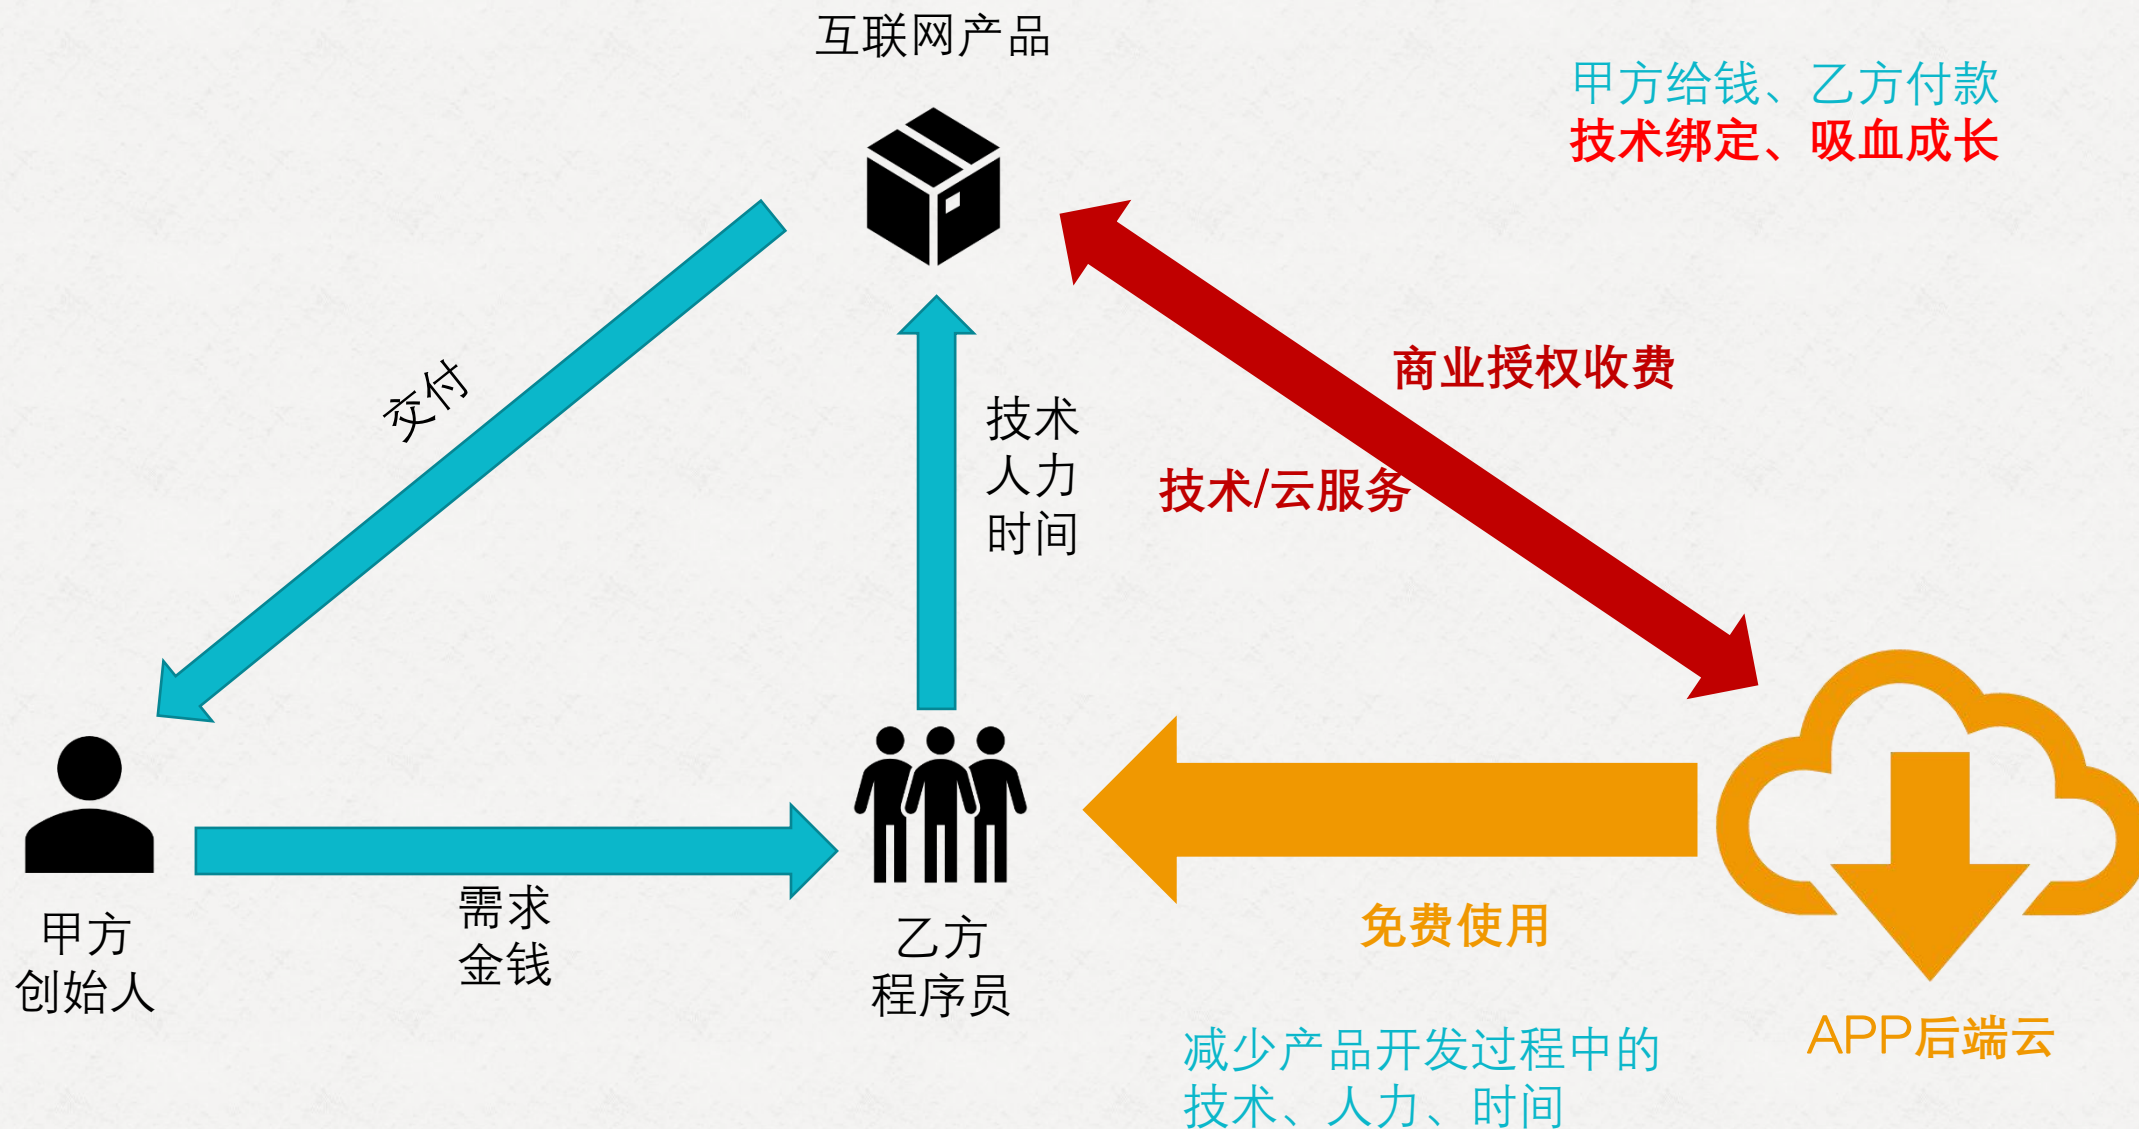 互联网产品
甲方给钱、乙方付款
技术绑定、吸血成长
交付
技术
人力
时间
商业授权收费
技术/云服务
需求
金钱
甲方
创始人
乙方
程序员
免费使用
APP后端云
减少产品开发过程中的
技术、人力、时间